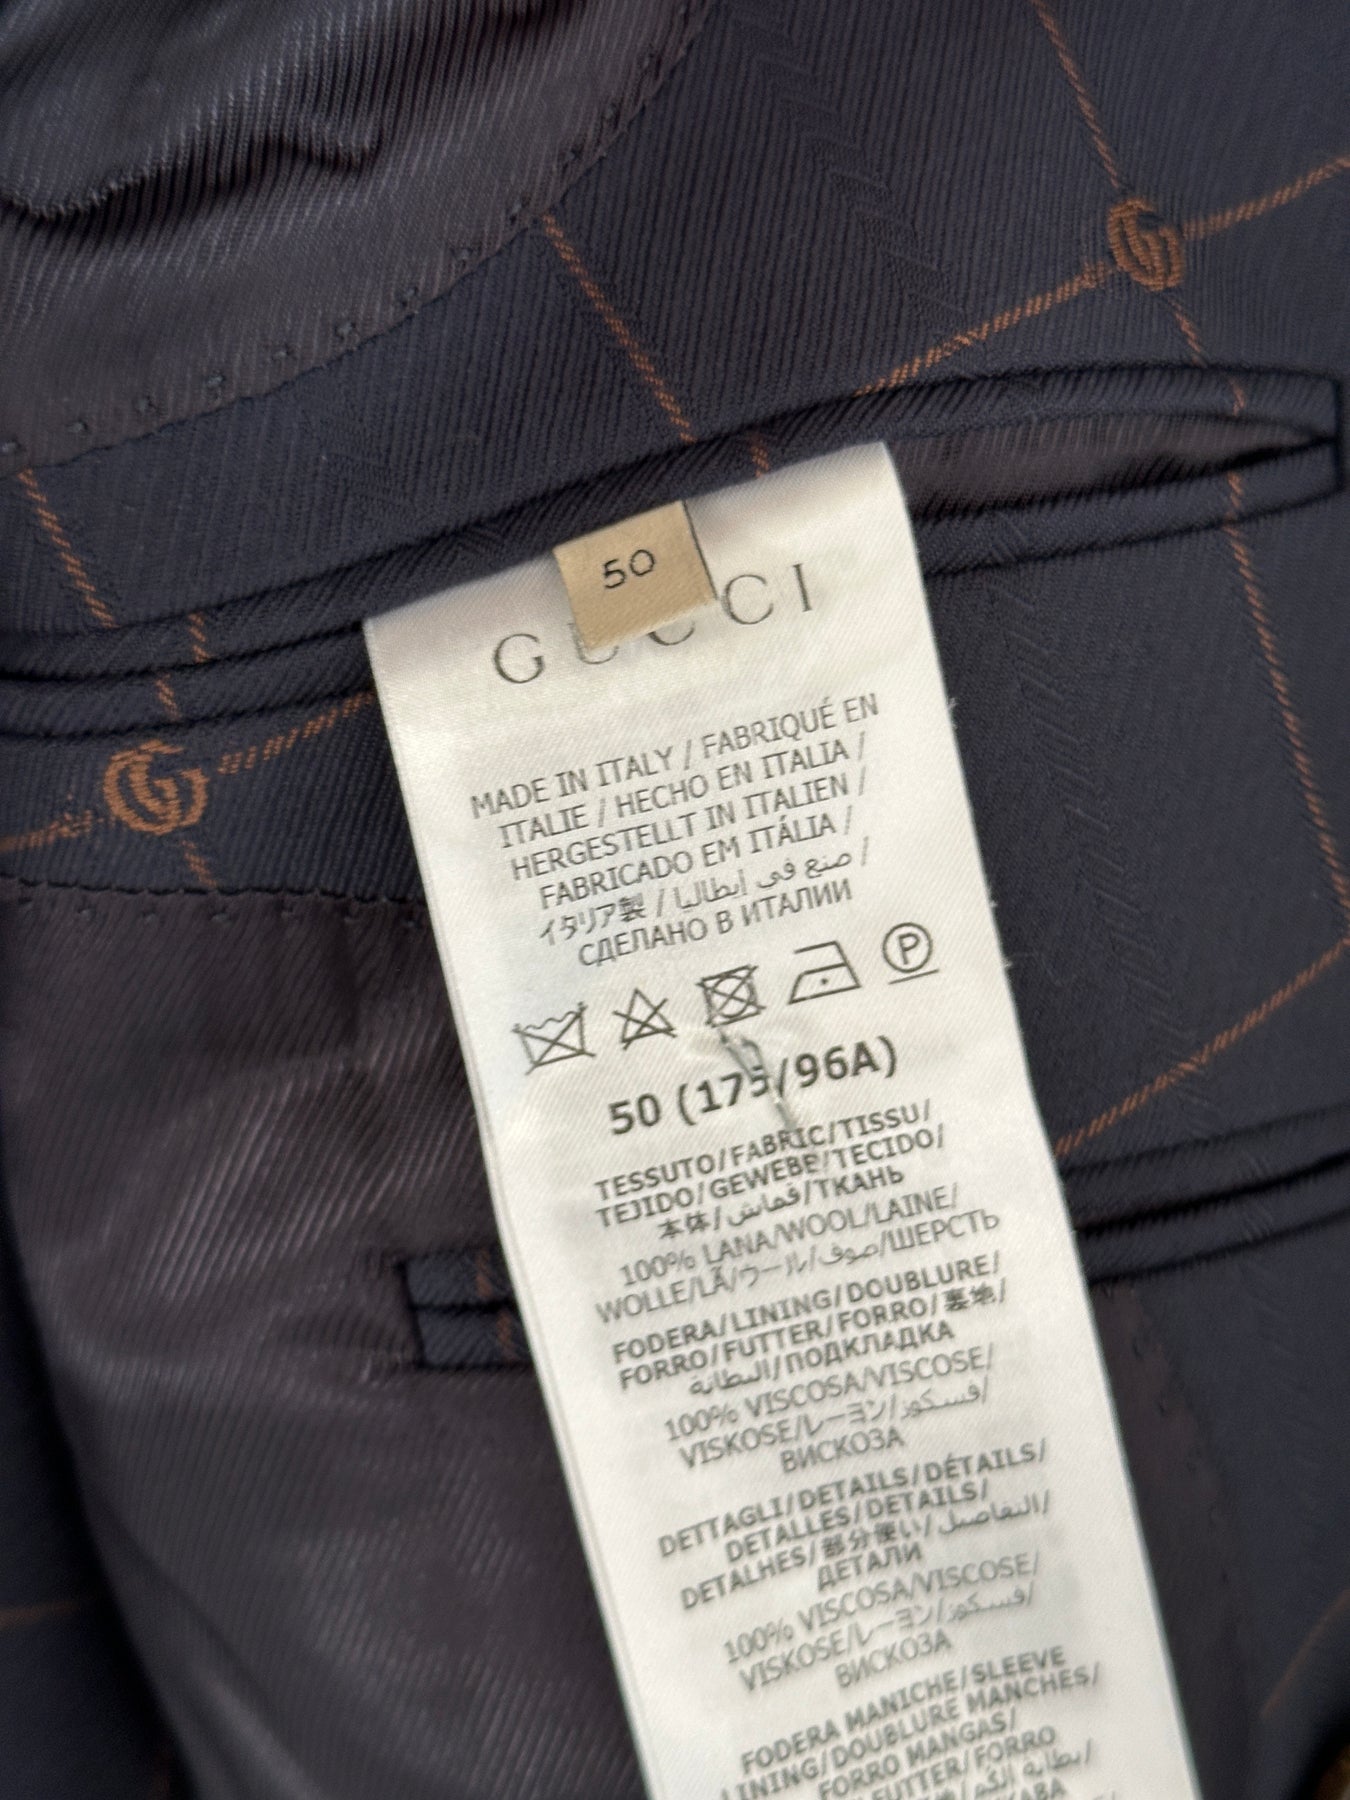 50
GUCCI
MADE IN ITALY / FABRIQUÉ EN
ITALIE / HECHO EN ITALIA /
HERGESTELLT IN ITALIEN /
FABRICADO EM ITÁLIA /
イタリア製 / صنع في ايطاليا /
СДЕЛАНО В ИТАЛИИ
P
50 (175/96A)
TESSUTO/FABRIC/TISSU/
TEJIDO/GEWEBE/TECIDO/
本体/قماش/ТКАНЬ
100% LANA/WOOL/LAINE/
WOLLE/LÃ/ウール/صوف/ШЕРСТЬ
FODERA/LINING/DOUBLURE/
FORRO/FUTTER/FORRO/裏地/
البطانة/ПОДКЛАДКА
100% VISCOSA/VISCOSE/
VISKOSE/レーヨン/فسكوز/
ВИСКОЗА
DETTAGLI/DETAILS/DÉTAILS/
DETALLES/DETAILS/
DETALHES/部分使い/التفاصيل/
ДЕТАЛИ
100% VISCOSA/VISCOSE/
VISKOSE/レーヨン/فسكوز/
ВИСКОЗА
FODERA MANICHE/SLEEVE
LINING/DOUBLURE MANCHES/
FORRO MANGAS/
FUTTER/FORRO
بطانة الكم/